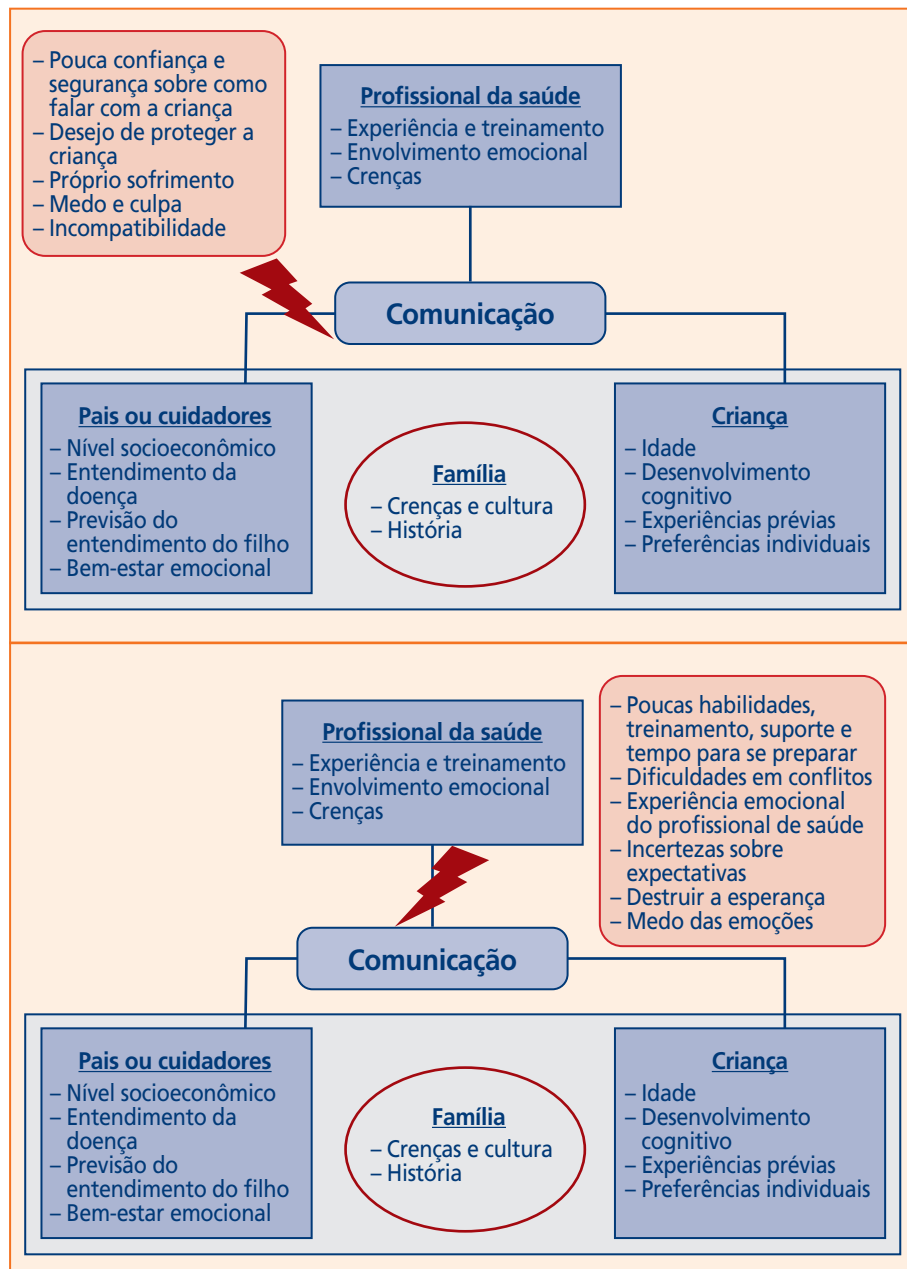 – Pouca confiança e
segurança sobre como
falar com a criança
– Desejo de proteger a
criança
– Próprio sofrimento
– Medo e culpa
– Incompatibilidade
Profissional da saúde
– Experiência e treinamento
– Envolvimento emocional
– Crenças
Comunicação
Pais ou cuidadores
– Nível socioeconômico
– Entendimento da
doença
– Previsão do
entendimento do filho
– Bem-estar emocional
Família
– Crenças e cultura
– História
Criança
– Idade
– Desenvolvimento
cognitivo
– Experiências prévias
– Preferências individuais
Profissional da saúde
– Experiência e treinamento
– Envolvimento emocional
– Crenças
– Poucas habilidades,
treinamento, suporte e
tempo para se preparar
– Dificuldades em conflitos
– Experiência emocional
do profissional de saúde
– Incertezas sobre
expectativas
– Destruir a esperança
– Medo das emoções
Comunicação
Pais ou cuidadores
– Nível socioeconômico
– Entendimento da
doença
– Previsão do
entendimento do filho
– Bem-estar emocional
Família
– Crenças e cultura
– História
Criança
– Idade
– Desenvolvimento
cognitivo
– Experiências prévias
– Preferências individuais